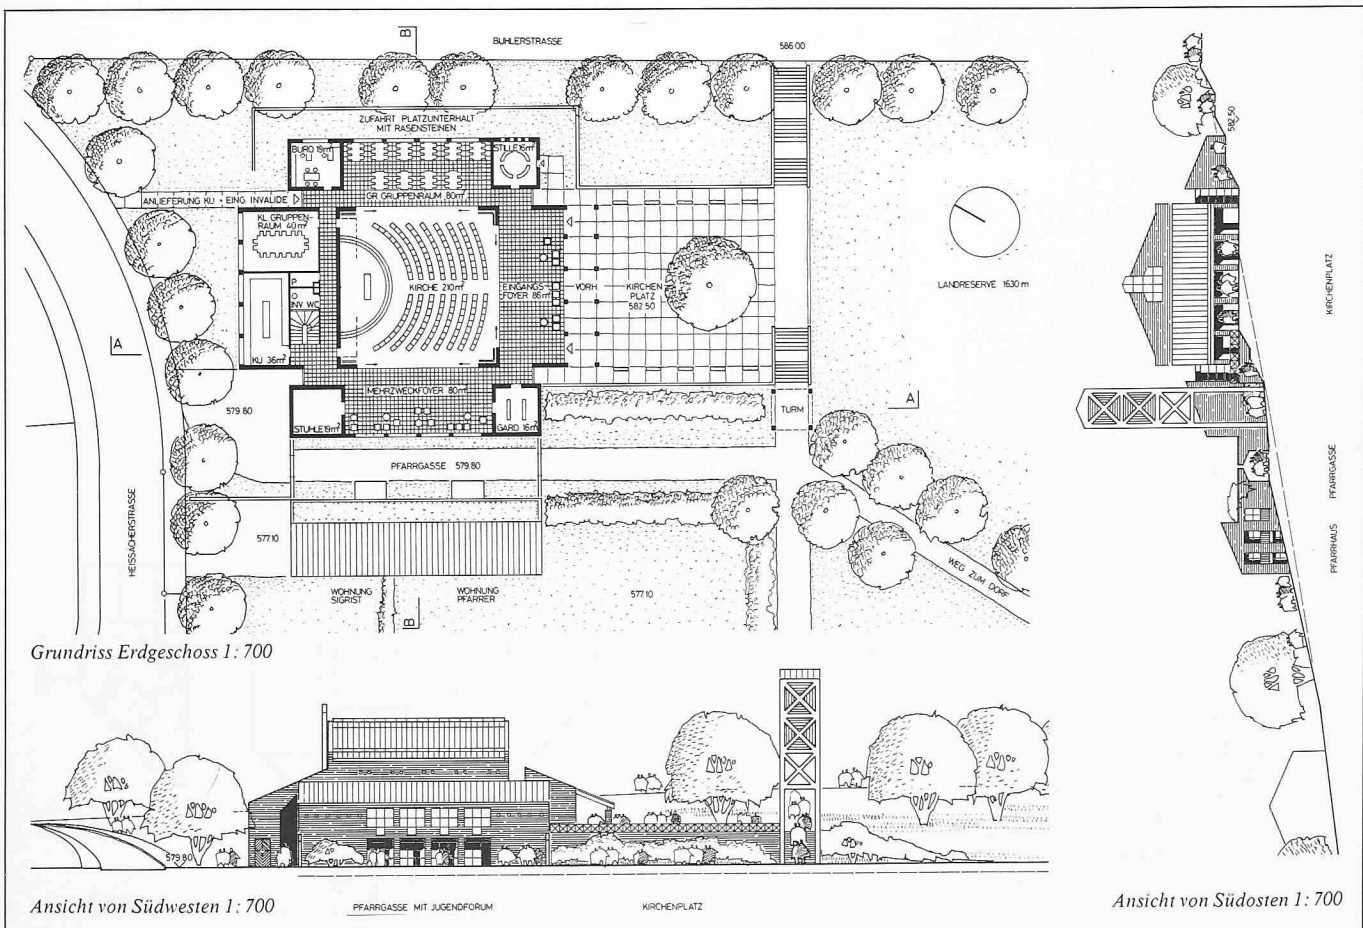 B
BUHLERSTRASSE
586.00
ZUFAHRT PLATZUNTERHALT
MIT RASENSTEINEN
BURO 19m²
STILLE 16m²
GR GRUPPENRAUM 80m²
ANLIEFERUNG KU + EING. INVALIDE
KL GRUPPEN-
RAUM 40m²
P
O
INV. WC
KU 36m²
KIRCHE 210m²
EINGANGS
FOYER 86m²
VORH.
KIRCHEN
PLATZ
582.50
LANDRESERVE 1630 m
A
MEHRZWECKFOYER 80m²
STUHLE 19m²
GARD 16m²
TURM
A
579.80
PFARRGASSE 579.80
HEISSACHERSTRASSE
577.10
WOHNUNG
SIGRIST
WOHNUNG
PFARRER
577.10
WEG ZUM DORF
B
Grundriss Erdgeschoss 1:700
579.80
Ansicht von Südwesten 1:700
PFARRGASSE MIT JUGENDFORUM
KIRCHENPLATZ
582.50
KIRCHENPLATZ
PFARRGASSE
PFARRHAUS
Ansicht von Südosten 1:700